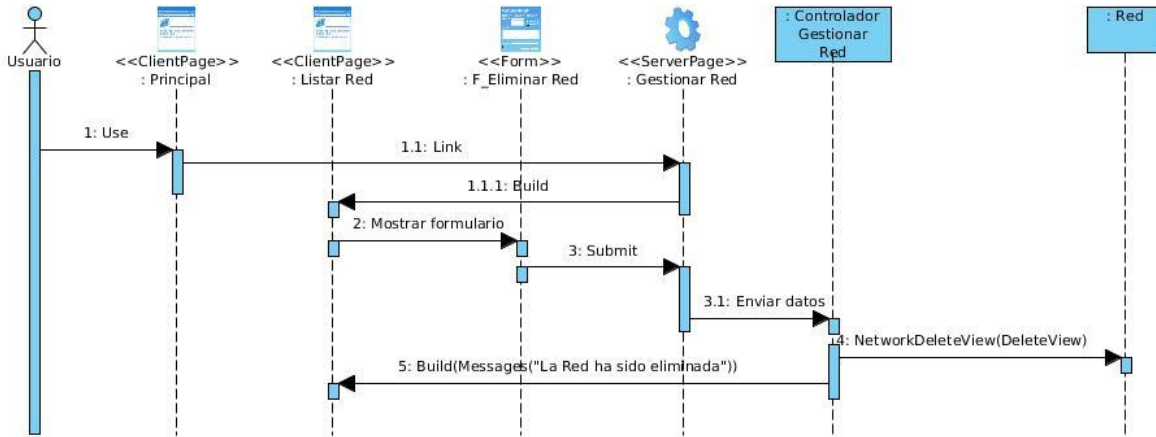 Usuario
<<ClientPage>>
: Principal
<<ClientPage>>
: Listar Red
<<Form>>
: F_Eliminar Red
<<ServerPage>>
: Gestionar Red
: Controlador
Gestionar
Red
: Red
1: Use
1.1: Link
1.1.1: Build
2: Mostrar formulario
3: Submit
3.1: Enviar datos
4: NetworkDeleteView(DeleteView)
5: Build(Messages("La Red ha sido eliminada"))